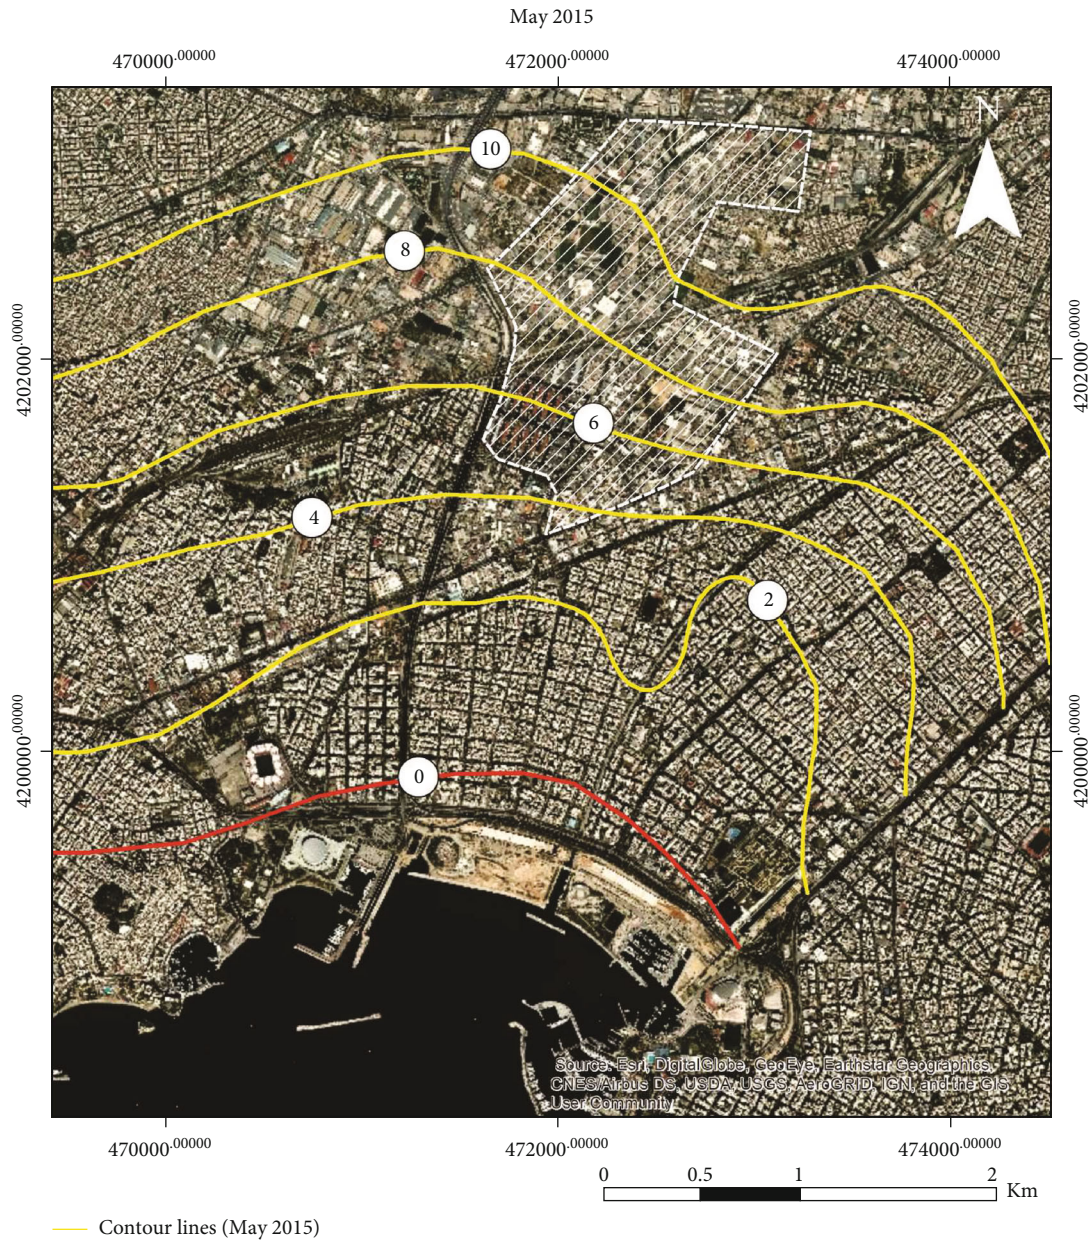 May 2015
470000.00000 472000.00000 474000.00000
N
10
8
4202000.00000 4202000.00000
6
4
2
4200000.00000 4200000.00000
0
Source: Esri, DigitalGlobe, GeoEye, Earthstar Geographics,
CNES/Airbus DS, USDA, USGS, AeroGRID, IGN, and the GIS
User Community
470000.00000 472000.00000 474000.00000
0 0.5 1 2
Km
Contour lines (May 2015)